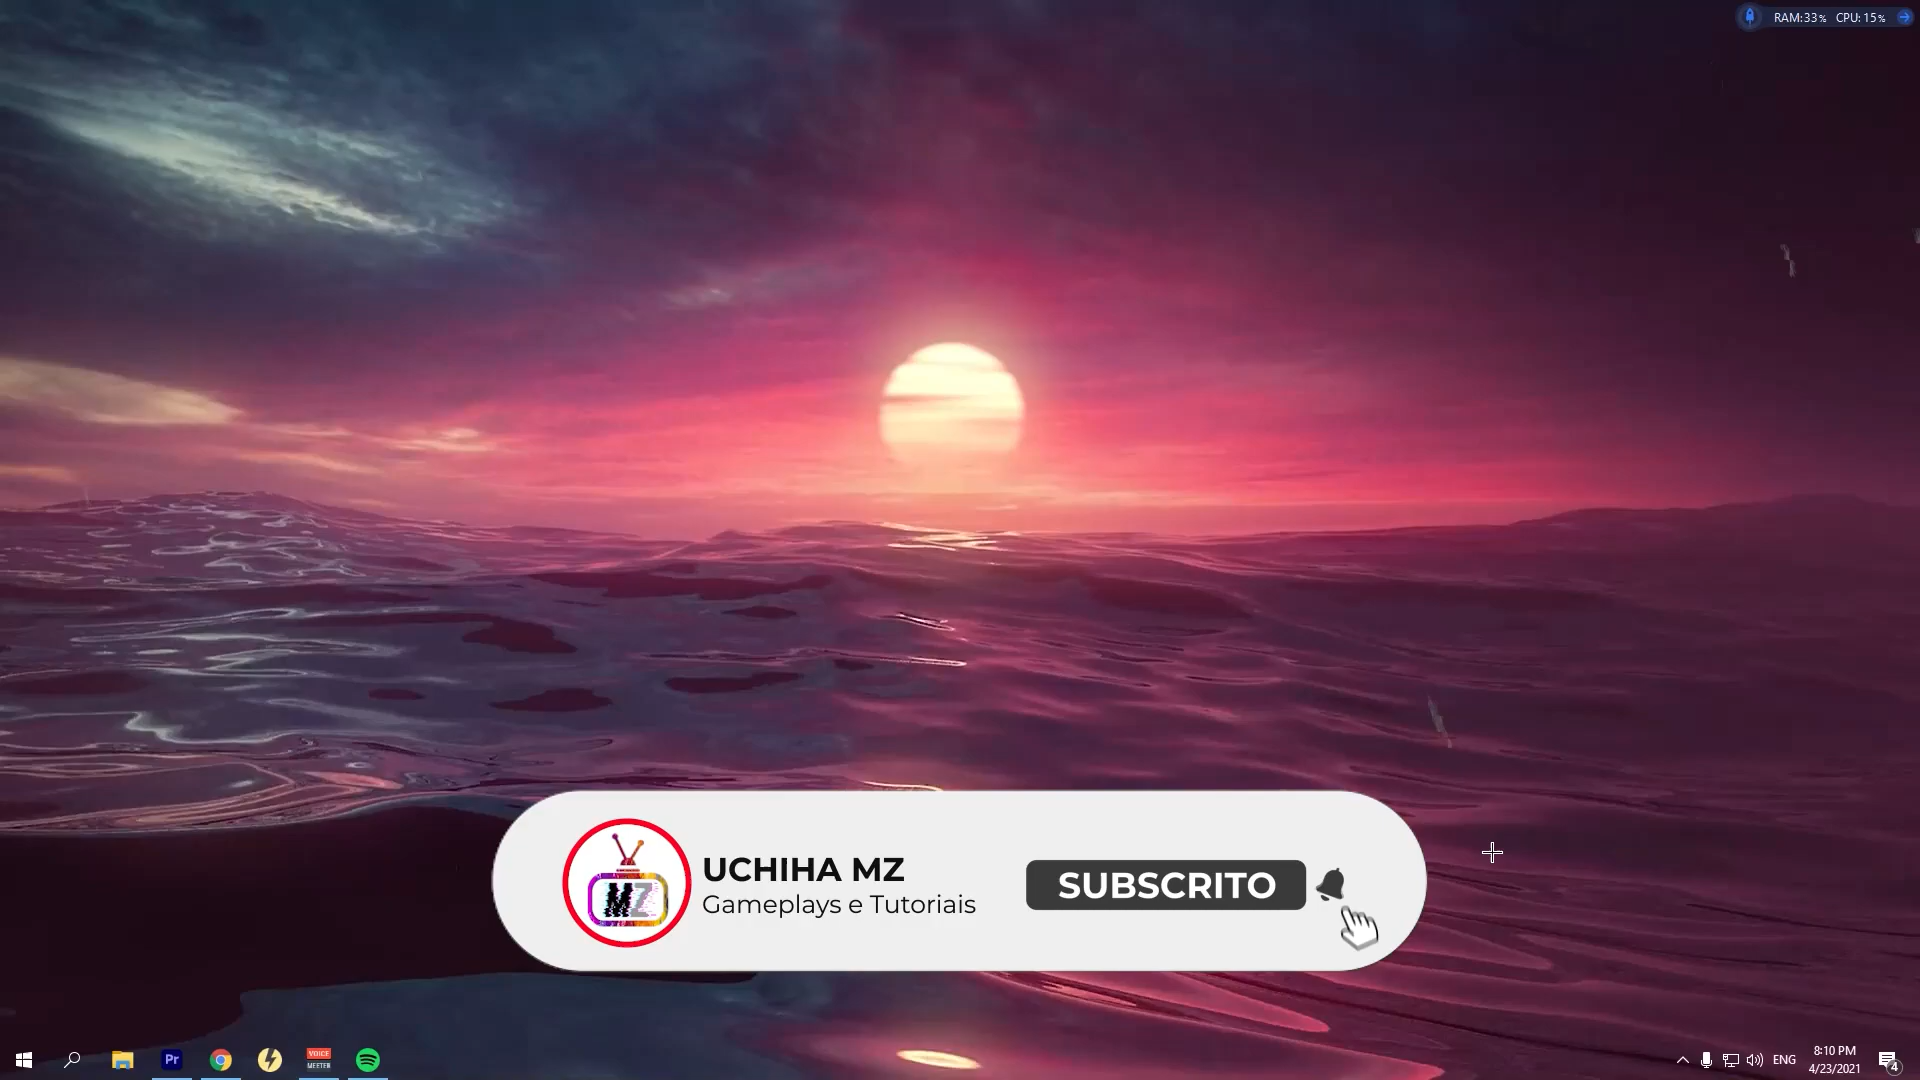 RAM:33% CPU: 15%
MZ
UCHIHA MZ
Gameplays e Tutoriais
SUBSCRITO
Pr
VOICE
MEETER
ENG
8:10 PM
4/23/2021
4